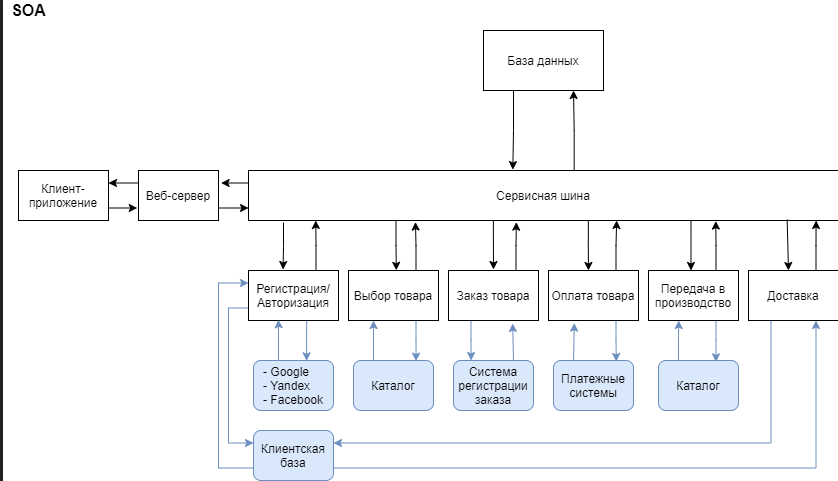 SOA
База данных
Клиент-
приложение
Веб-сервер
Сервисная шина
Регистрация/
Авторизация
Выбор товара
Заказ товара
Оплата товара
Передача в
производство
Доставка
- Google
- Yandex
- Facebook
Каталог
Система
регистрации
заказа
Платежные
системы
Каталог
Клиентская
база